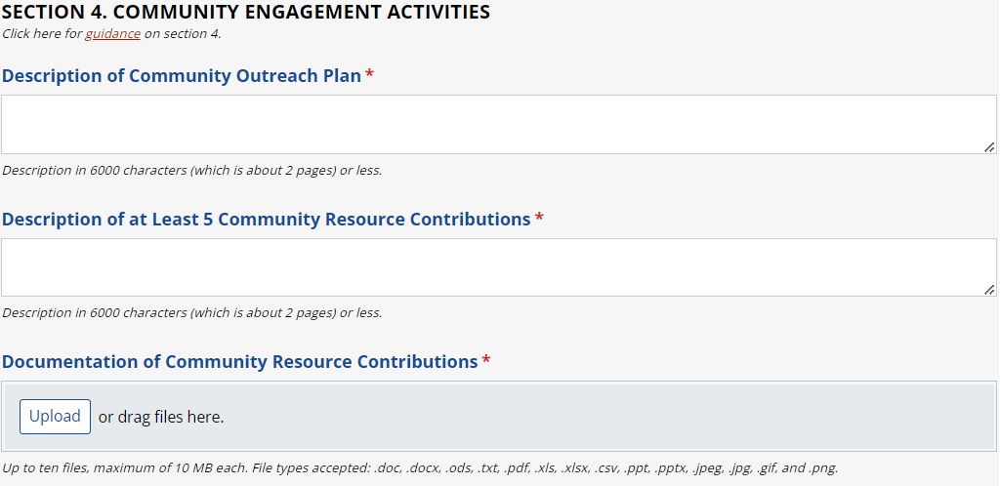 SECTION 4. COMMUNITY ENGAGEMENT ACTIVITIES
Click here for guidance on section 4.
Description of Community Outreach Plan *
Description in 6000 characters (which is about 2 pages) or less.
Description of at Least 5 Community Resource Contributions *
Description in 6000 characters (which is about 2 pages) or less.
Documentation of Community Resource Contributions *
Upload or drag files here.
Up to ten files, maximum of 10 MB each. File types accepted: .doc, .docx, .ods, .txt, .pdf, .xls, .xlsx, .csv, .ppt, .pptx, .jpeg, .jpg, .gif, and .png.